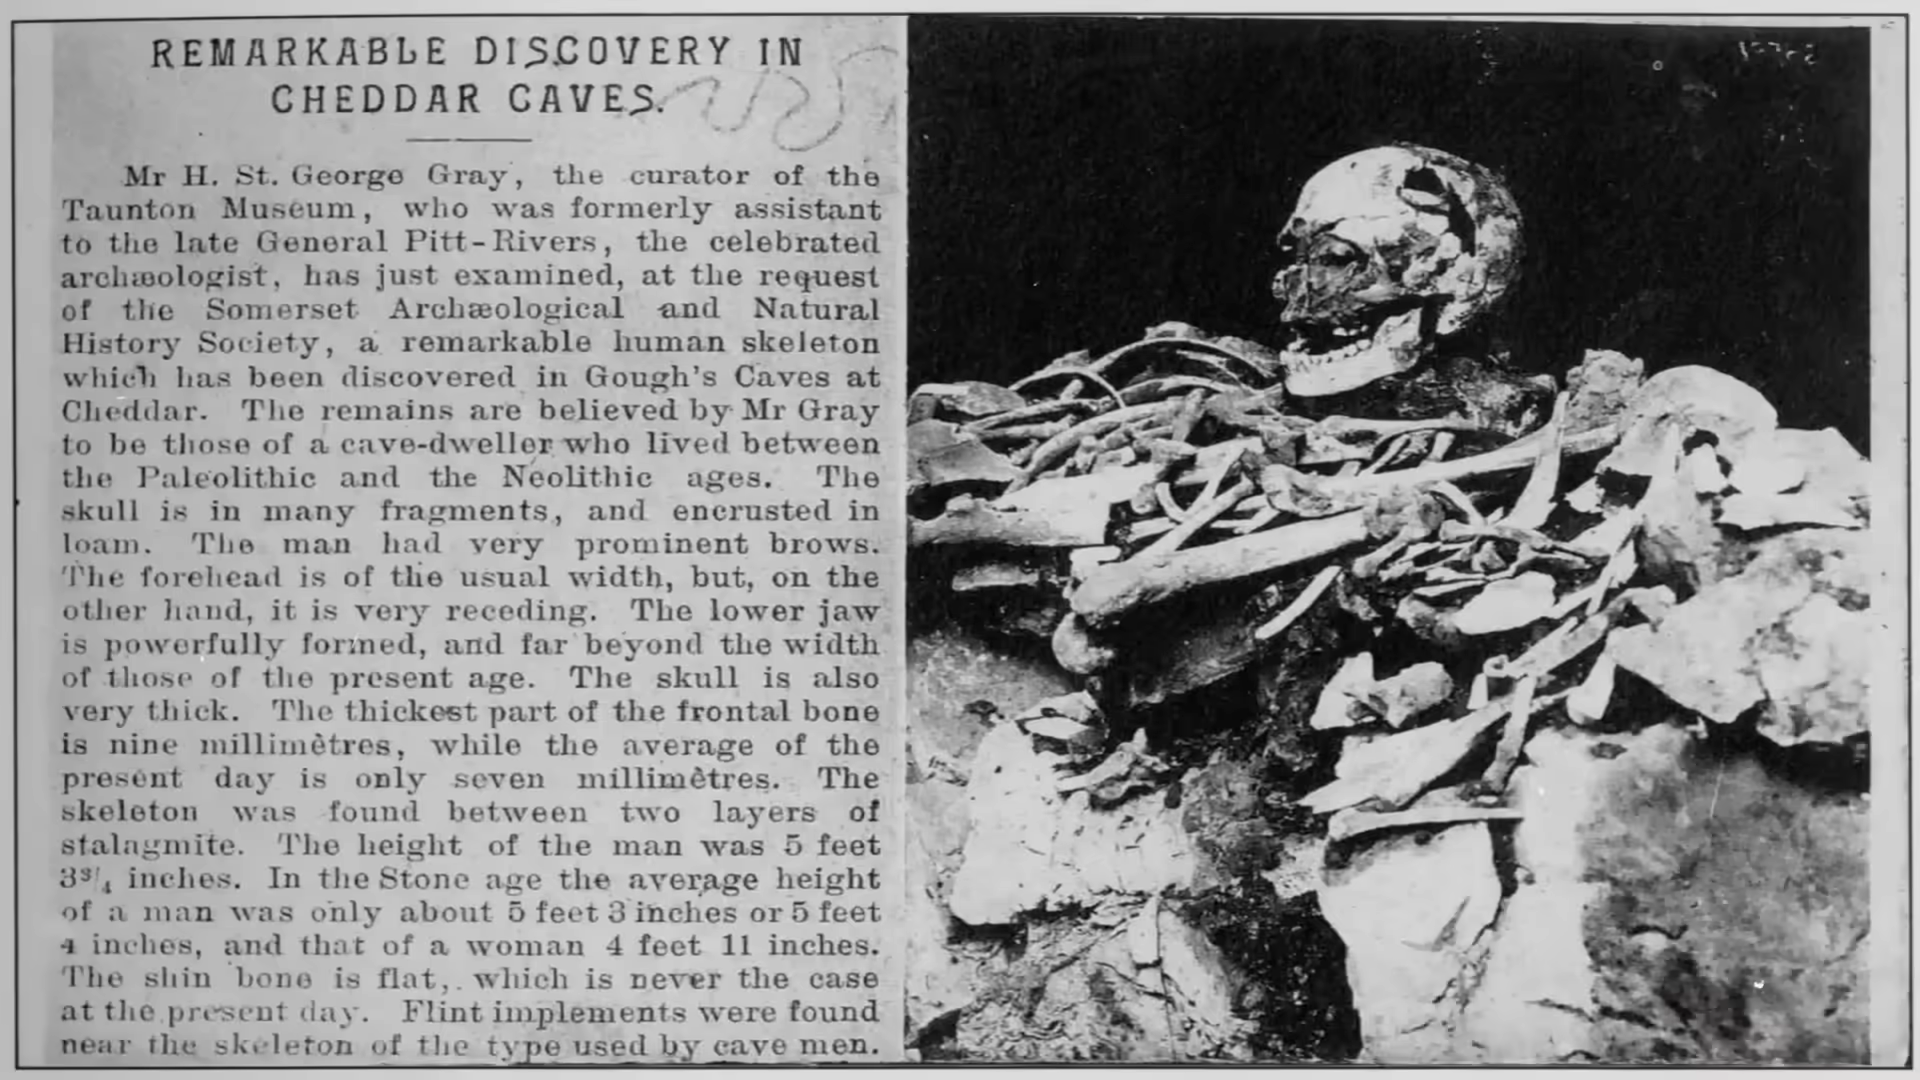 REMARKABLE DISCOVERY IN
CHEDDAR CAVES.
Mr H. St. George Gray, the curator of the
Taunton Museum, who was formerly assistant
to the late General Pitt-Rivers, the celebrated
archæologist, has just examined, at the request
of the Somerset Archæological and Natural
History Society, a remarkable human skeleton
which has been discovered in Gough's Caves at
Cheddar. The remains are believed by Mr Gray
to be those of a cave-dweller who lived between
the Paleolithic and the Neolithic ages. The
skull is in many fragments, and encrusted in
loam. The man had very prominent brows.
The forehead is of the usual width, but, on the
other hand, it is very receding. The lower jaw
is powerfully formed, and far beyond the width
of those of the present age. The skull is also
very thick. The thickest part of the frontal bone
is nine millimètres, while the average of the
present day is only seven millimètres. The
skeleton was found between two layers of
stalagmite. The height of the man was 5 feet
3¾ inches. In the Stone age the average height
of a man was only about 5 feet 3 inches or 5 feet
4 inches, and that of a woman 4 feet 11 inches.
The shin bone is flat, which is never the case
at the present day. Flint implements were found
near the skeleton of the type used by cave men.